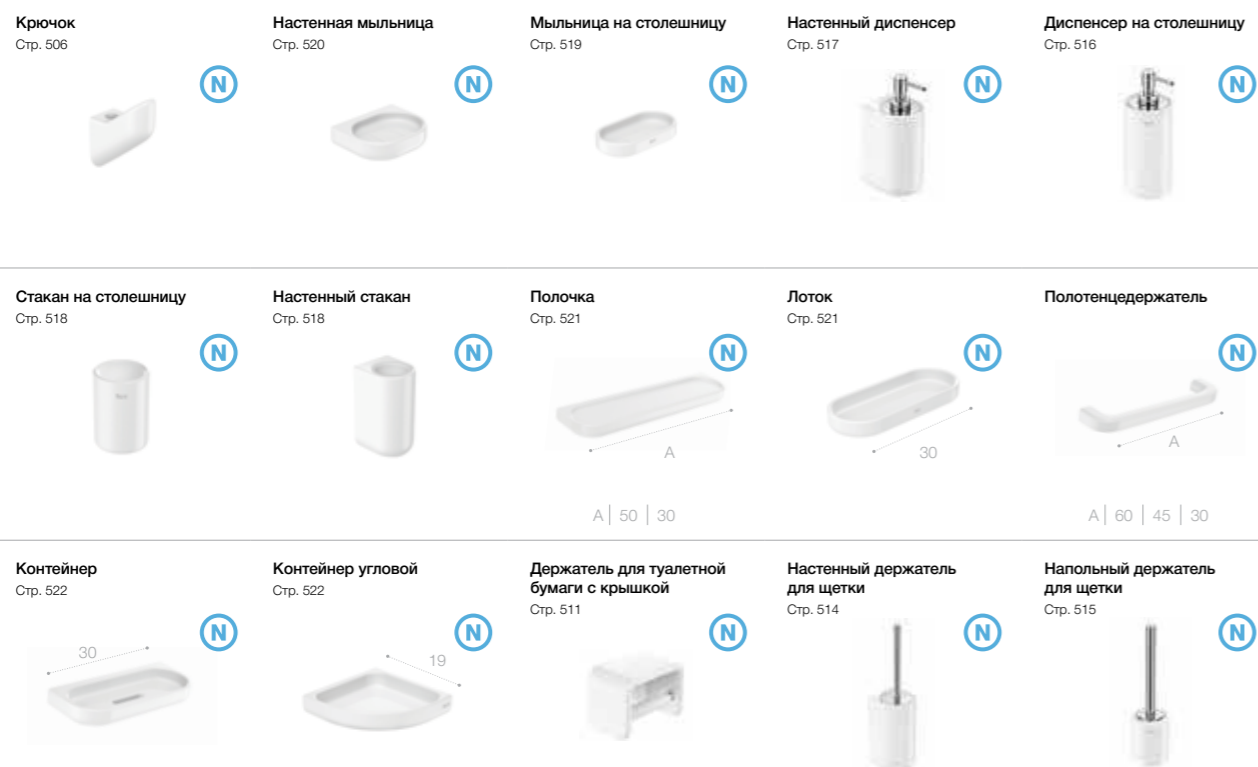 Крючок
Стр. 506
N
Настенная мыльница
Стр. 520
N
Мыльница на столешницу
Стр. 519
N
Настенный диспенсер
Стр. 517
N
Диспенсер на столешницу
Стр. 516
N
Стакан на столешницу
Стр. 518
N
Настенный стакан
Стр. 518
N
Полочка
Стр. 521
N
A
A | 50 | 30
Лоток
Стр. 521
N
30
Полотенцедержатель
N
A
A | 60 | 45 | 30
Контейнер
Стр. 522
N
30
Контейнер угловой
Стр. 522
N
19
Держатель для туалетной
бумаги с крышкой
Стр. 511
N
Настенный держатель
для щетки
Стр. 514
N
Напольный держатель
для щетки
Стр. 515
N